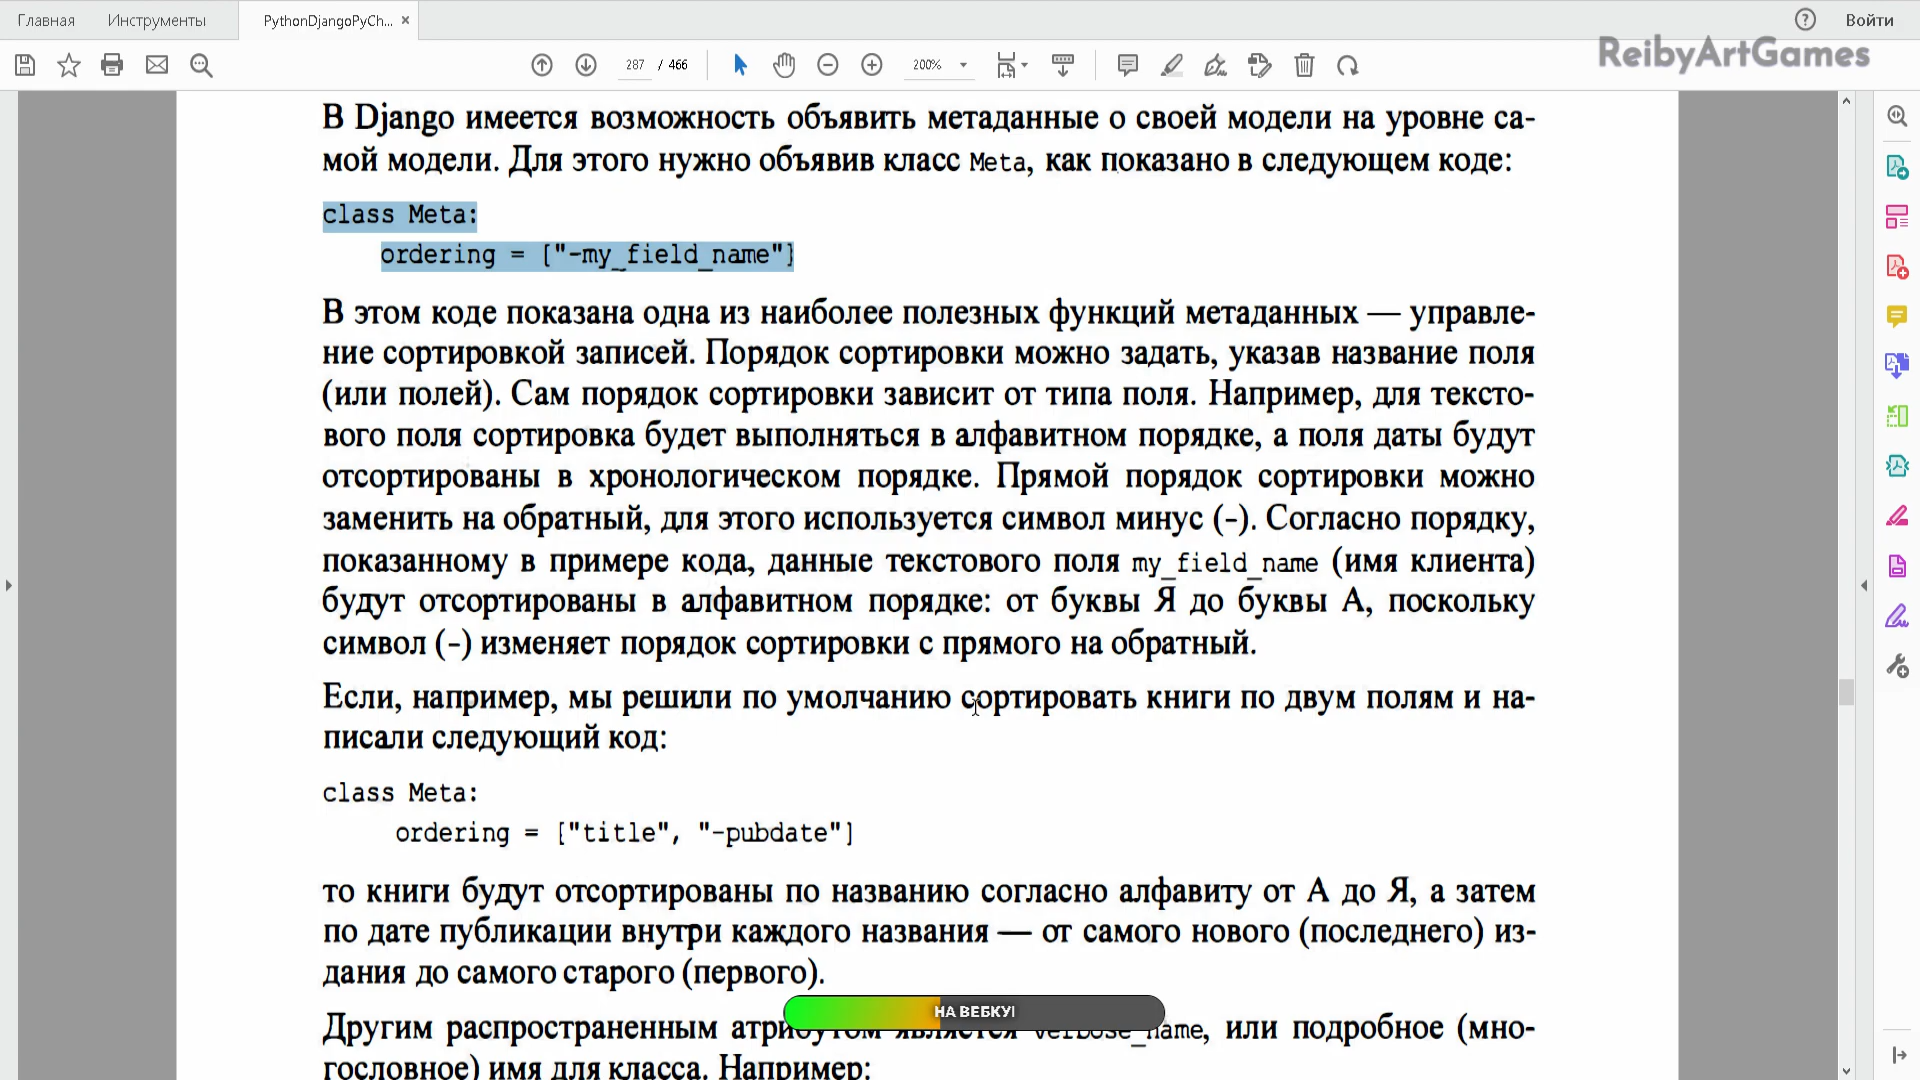 Главная Инструменты PythonDjangoPyCh... × Войти
ReibyArtGames
287 / 466 200%
В Django имеется возможность объявить метаданные о своей модели на уровне са-
мой модели. Для этого нужно объявив класс Meta, как показано в следующем коде:
class Meta:
ordering = ["-my_field_name"]
В этом коде показана одна из наиболее полезных функций метаданных — управле-
ние сортировкой записей. Порядок сортировки можно задать, указав название поля
(или полей). Сам порядок сортировки зависит от типа поля. Например, для тексто-
вого поля сортировка будет выполняться в алфавитном порядке, а поля даты будут
отсортированы в хронологическом порядке. Прямой порядок сортировки можно
заменить на обратный, для этого используется символ минус (-). Согласно порядку,
показанному в примере кода, данные текстового поля my_field_name (имя клиента)
будут отсортированы в алфавитном порядке: от буквы Я до буквы А, поскольку
символ (-) изменяет порядок сортировки с прямого на обратный.
Если, например, мы решили по умолчанию сортировать книги по двум полям и на-
писали следующий код:
class Meta:
ordering = ["title", "-pubdate"]
то книги будут отсортированы по названию согласно алфавиту от А до Я, а затем
по дате публикации внутри каждого названия — от самого нового (последнего) из-
дания до самого старого (первого).
НА ВЕБКУ!
Другим распространенным атрибутом является verbose_name, или подробное (мно-
гословное) имя для класса. Например: